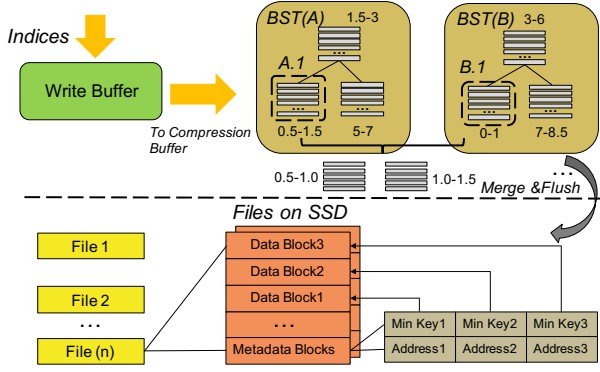 Indices
Write Buffer
To Compression
Buffer
BST(A)
1.5-3
...
A.1
...
...
0.5-1.5
5-7
BST(B)
3-6
...
B.1
...
...
0-1
7-8.5
0.5-1.0
1.0-1.5
...
Merge &Flush
Files on SSD
File 1
File 2
...
File (n)
Data Block3
Data Block2
Data Block1
...
Metadata Blocks
Min Key1
Min Key2
Min Key3
Address1
Address2
Address3